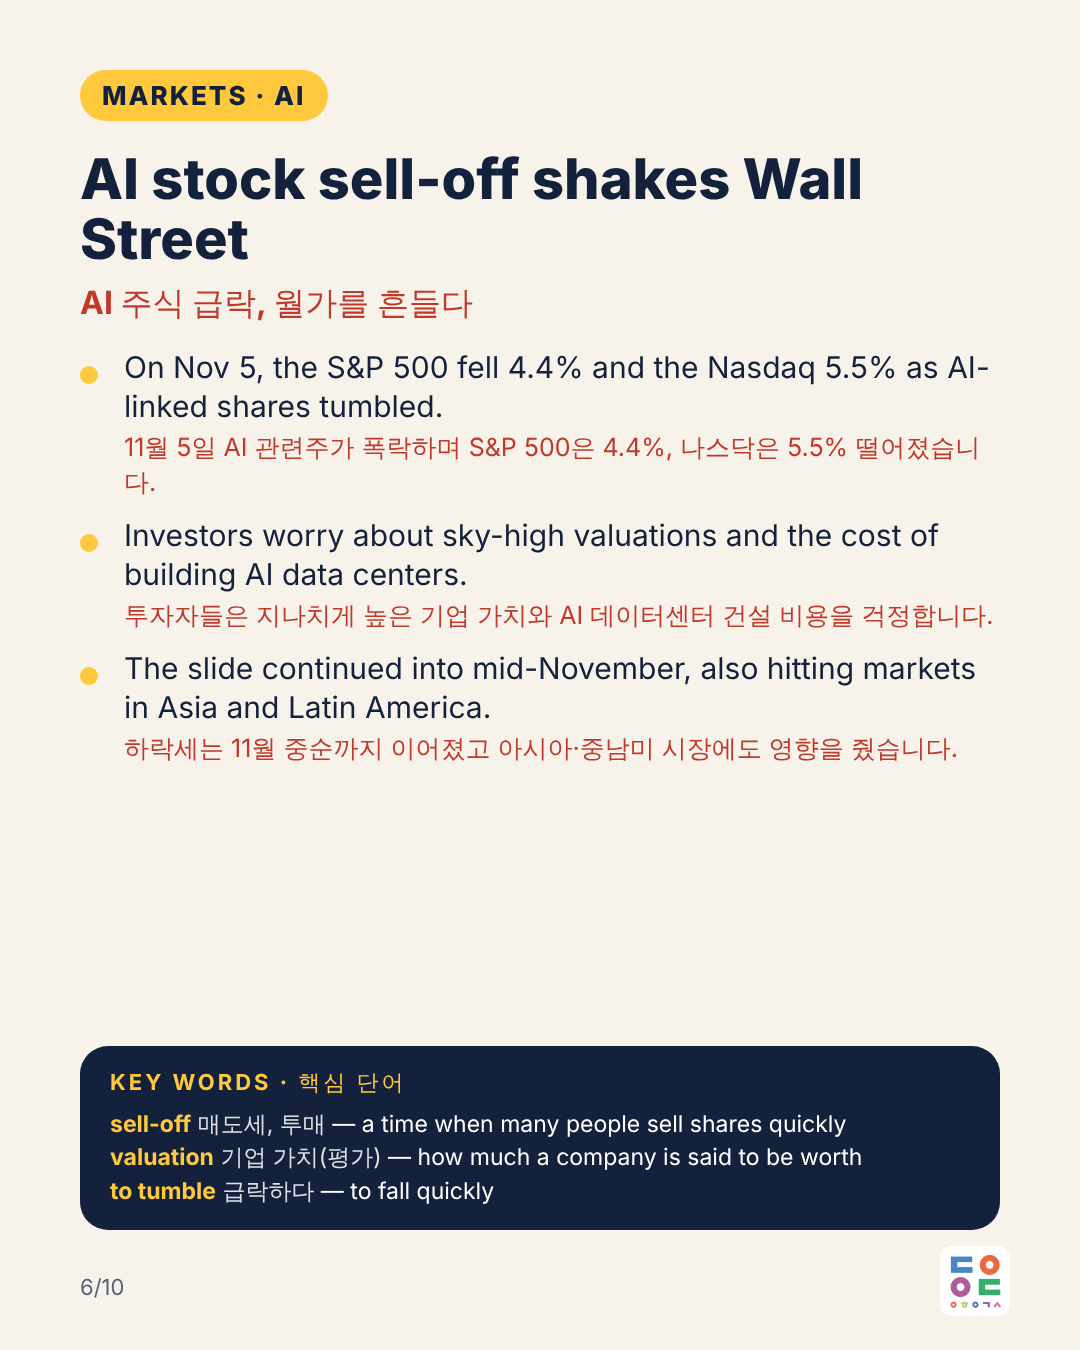 MARKETS · AI
AI stock sell-off shakes Wall
Street
AI 주식 급락, 월가를 흔들다
On Nov 5, the S&P 500 fell 4.4% and the Nasdaq 5.5% as AI-
linked shares tumbled.
11월 5일 AI 관련주가 폭락하며 S&P 500은 4.4%, 나스닥은 5.5% 떨어졌습니
다.
Investors worry about sky-high valuations and the cost of
building AI data centers.
투자자들은 지나치게 높은 기업 가치와 AI 데이터센터 건설 비용을 걱정합니다.
The slide continued into mid-November, also hitting markets
in Asia and Latin America.
하락세는 11월 중순까지 이어졌고 아시아·중남미 시장에도 영향을 줬습니다.
KEY WORDS · 핵심 단어
sell-off 매도세, 투매 — a time when many people sell shares quickly
valuation 기업 가치(평가) — how much a company is said to be worth
to tumble 급락하다 — to fall quickly
6/10